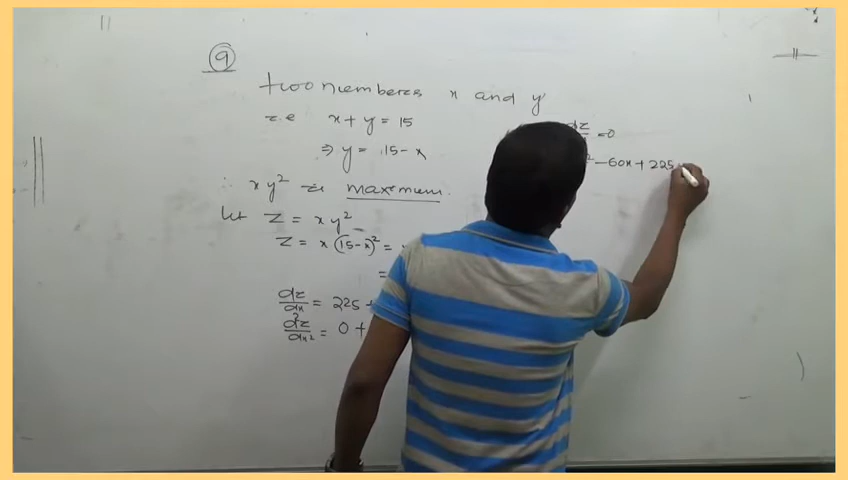 9
two numbers x and y
i.e x + y = 15
⇒ y = 15 - x
∴ xy² is maximum.
let Z = xy²
Z = x(15-x)² =
=
dz/dx = 225 +
d²z/dx² = 0 +
dz = 0
² - 60x + 225